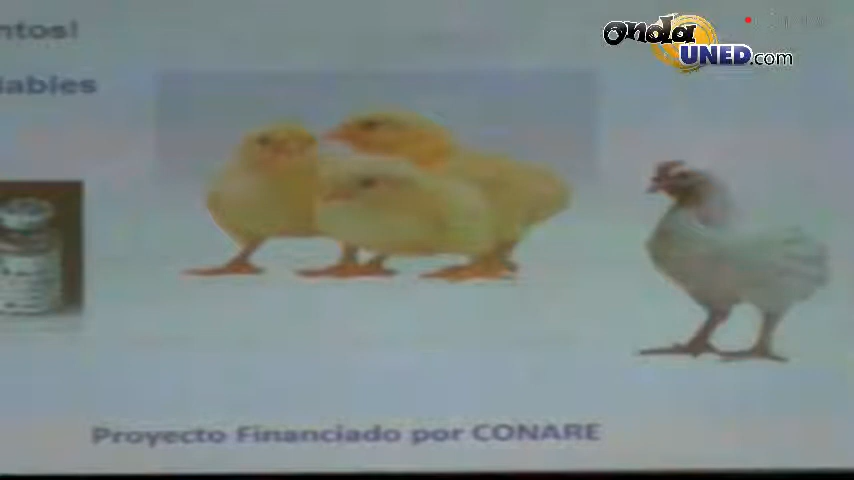 onda
UNED.com
ntos!
iables
Proyecto Financiado por CONARE